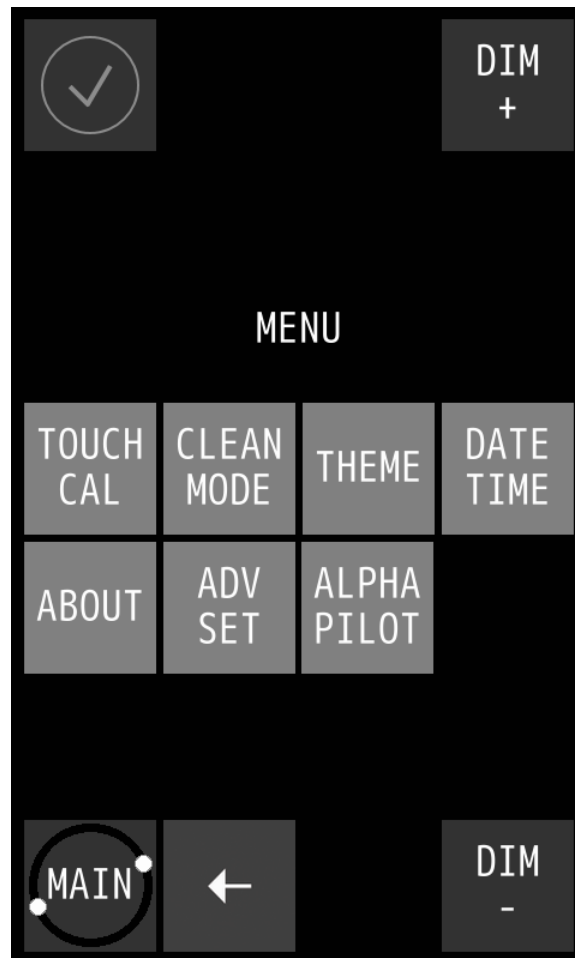 DIM
+
MENU
TOUCH
CAL
CLEAN
MODE
THEME
DATE
TIME
ABOUT
ADV
SET
ALPHA
PILOT
MAIN
DIM
-